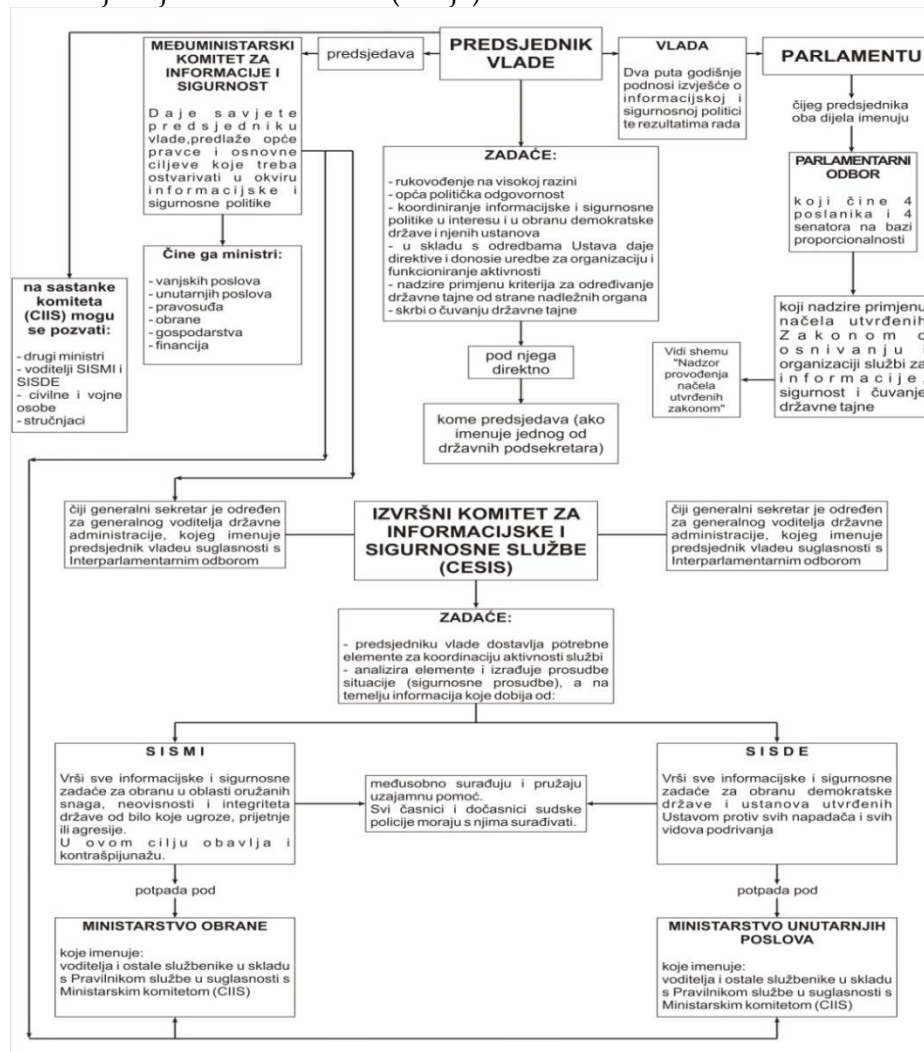 MEĐUMINISTARSKI
KOMITET ZA
INFORMACIJE I
SIGURNOST
Daje savjete
predsjedniku
vlade,predlaže opće
pravce i osnovne
ciljeve koje treba
ostvarivati u okviru
informacijske i
sigurnosne politike
predsjedava
PREDSJEDNIK
VLADE
VLADA
Dva puta godišnje
podnosi izvješće o
informacijskoj i
sigurnosnoj politici
te rezultatima rada
PARLAMENTU
čijeg predsjednika
oba dijela imenuju
PARLAMENTARNI
ODBOR
koji čine 4
poslanika i 4
senatora na bazi
proporcionalnosti
ZADAĆE:
- rukovođenje na visokoj razini
- opća politička odgovornost
- koordiniranje informacijske i sigurnosne
politike u interesu i u obranu demokratske
države i njenih ustanova
- u skladu s odredbama Ustava daje
direktive i donosie uredbe za organizaciju i
funkcioniranje aktivnosti
- nadzire primjenu kriterija za određivanje
državne tajne od strane nadležnih organa
- skrbi o čuvanju državne tajne
Čine ga ministri:
- vanjskih poslova
- unutarnjih poslova
- pravosuđa
- obrane
- gospodarstva
- financija
na sastanke
komiteta
(CIIS) mogu
se pozvati:
- drugi ministri
- voditelji SISMI i
SISDE
- civilne i vojne
osobe
- stručnjaci
koji nadzire primjenu
načela utvrđenih
Zakonom o
osnivanju i
organizaciji službi za
informacije,
sigurnost i čuvanje
državne tajne
Vidi shemu
"Nadzor
provođenja
načela
utvrđenih
zakonom"
pod njega
direktno
kome predsjedava (ako
imenuje jednog od
državnih podsekretara)
čiji generalni sekretar je određen
za generalnog voditelja državne
administracije, kojeg imenuje
predsjednik vladeu suglasnosti s
Interparlamentarnim odborom
IZVRŠNI KOMITET ZA
INFORMACIJSKE I
SIGURNOSNE SLUŽBE
(CESIS)
čiji generalni sekretar je određen
za generalnog voditelja državne
administracije, kojeg imenuje
predsjednik vladeu suglasnosti s
Interparlamentarnim odborom
ZADAĆE:
- predsjedniku vlade dostavlja potrebne
elemente za koordinaciju aktivnosti službi
- analizira elemente i izrađuje prosudbe
situacije (sigurnosne prosudbe), a na
temelju informacija koje dobija od:
SISMI
Vrši sve informacijske i sigurnosne
zadaće za obranu u oblasti oružanih
snaga, neovisnosti i integriteta
države od bilo koje ugroze, prijetnje
ili agresije.
U ovom cilju obavlja i
kontrašpijunažu.
međusobno surađuju i pružaju
uzajamnu pomoć.
Svi časnici i dočasnici sudske
policije moraju s njima surađivati.
SISDE
Vrši sve informacijske i sigurnosne
zadaće za obranu demokratske
države i ustanova utvrđenih
Ustavom protiv svih napadača i svih
vidova podrivanja
potpada pod
potpada pod
MINISTARSTVO OBRANE
koje imenuje:
voditelja i ostale službenike u skladu
s Pravilnikom službe u suglasnosti s
Ministarskim komitetom (CIIS)
MINISTARSTVO UNUTARNJIH
POSLOVA
koje imenuje:
voditelja i ostale službenike u skladu
s Pravilnikom službe u suglasnosti s
Ministarskim komitetom (CIIS)